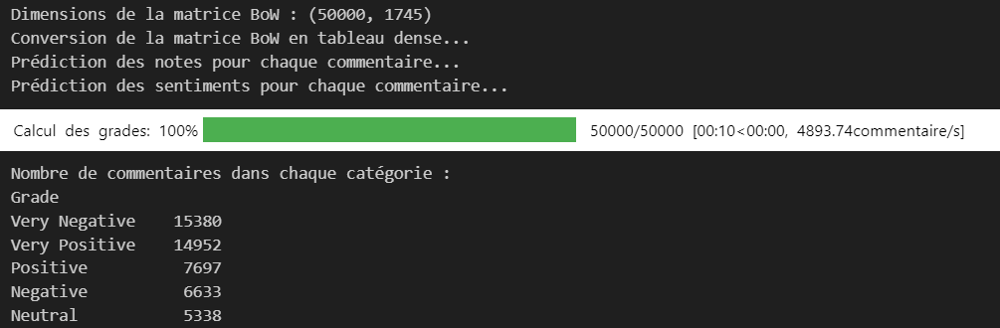 Dimensions de la matrice BoW : (50000, 1745)
Conversion de la matrice BoW en tableau dense...
Prédiction des notes pour chaque commentaire...
Prédiction des sentiments pour chaque commentaire...
Calcul des grades: 100% 50000/50000 [00:10<00:00, 4893.74commentaire/s]
Nombre de commentaires dans chaque catégorie :
Grade
Very Negative 15380
Very Positive 14952
Positive 7697
Negative 6633
Neutral 5338